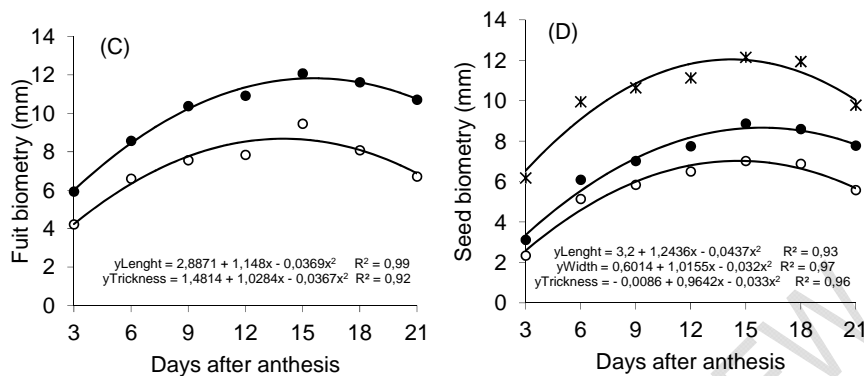 (C)
Fuit biometry (mm)
14
12
10
8
6
4
2
0
yLenght = 2,8871 + 1,148x - 0,0369x² R² = 0,99
yTrickness = 1,4814 + 1,0284x - 0,0367x² R² = 0,92
3 6 9 12 15 18 21
Days after anthesis
(D)
Seed biometry (mm)
14
12
10
8
6
4
2
0
yLenght = 3,2 + 1,2436x - 0,0437x² R² = 0,93
yWidth = 0,6014 + 1,0155x - 0,032x² R² = 0,97
yTrickness = - 0,0086 + 0,9642x - 0,033x² R² = 0,96
3 6 9 12 15 18 21
Days after anthesis